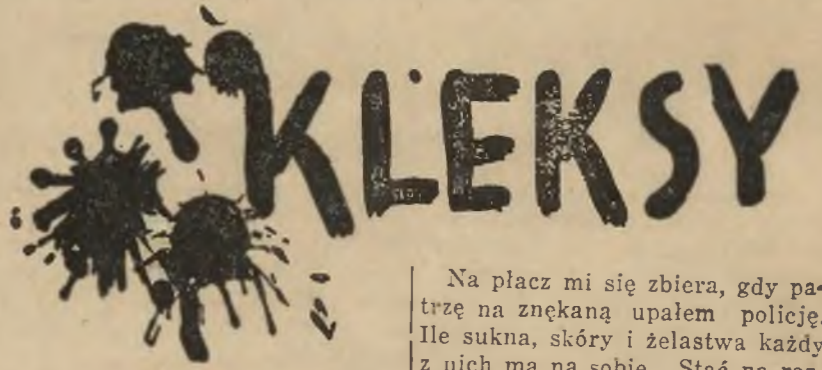 KLEKSY
Na płacz mi się zbiera, gdy pa-
trzę na znękaną upałem policję.
Ile sukna, skóry i żelastwa każdy
z nich ma na sobie. Stać na roz-